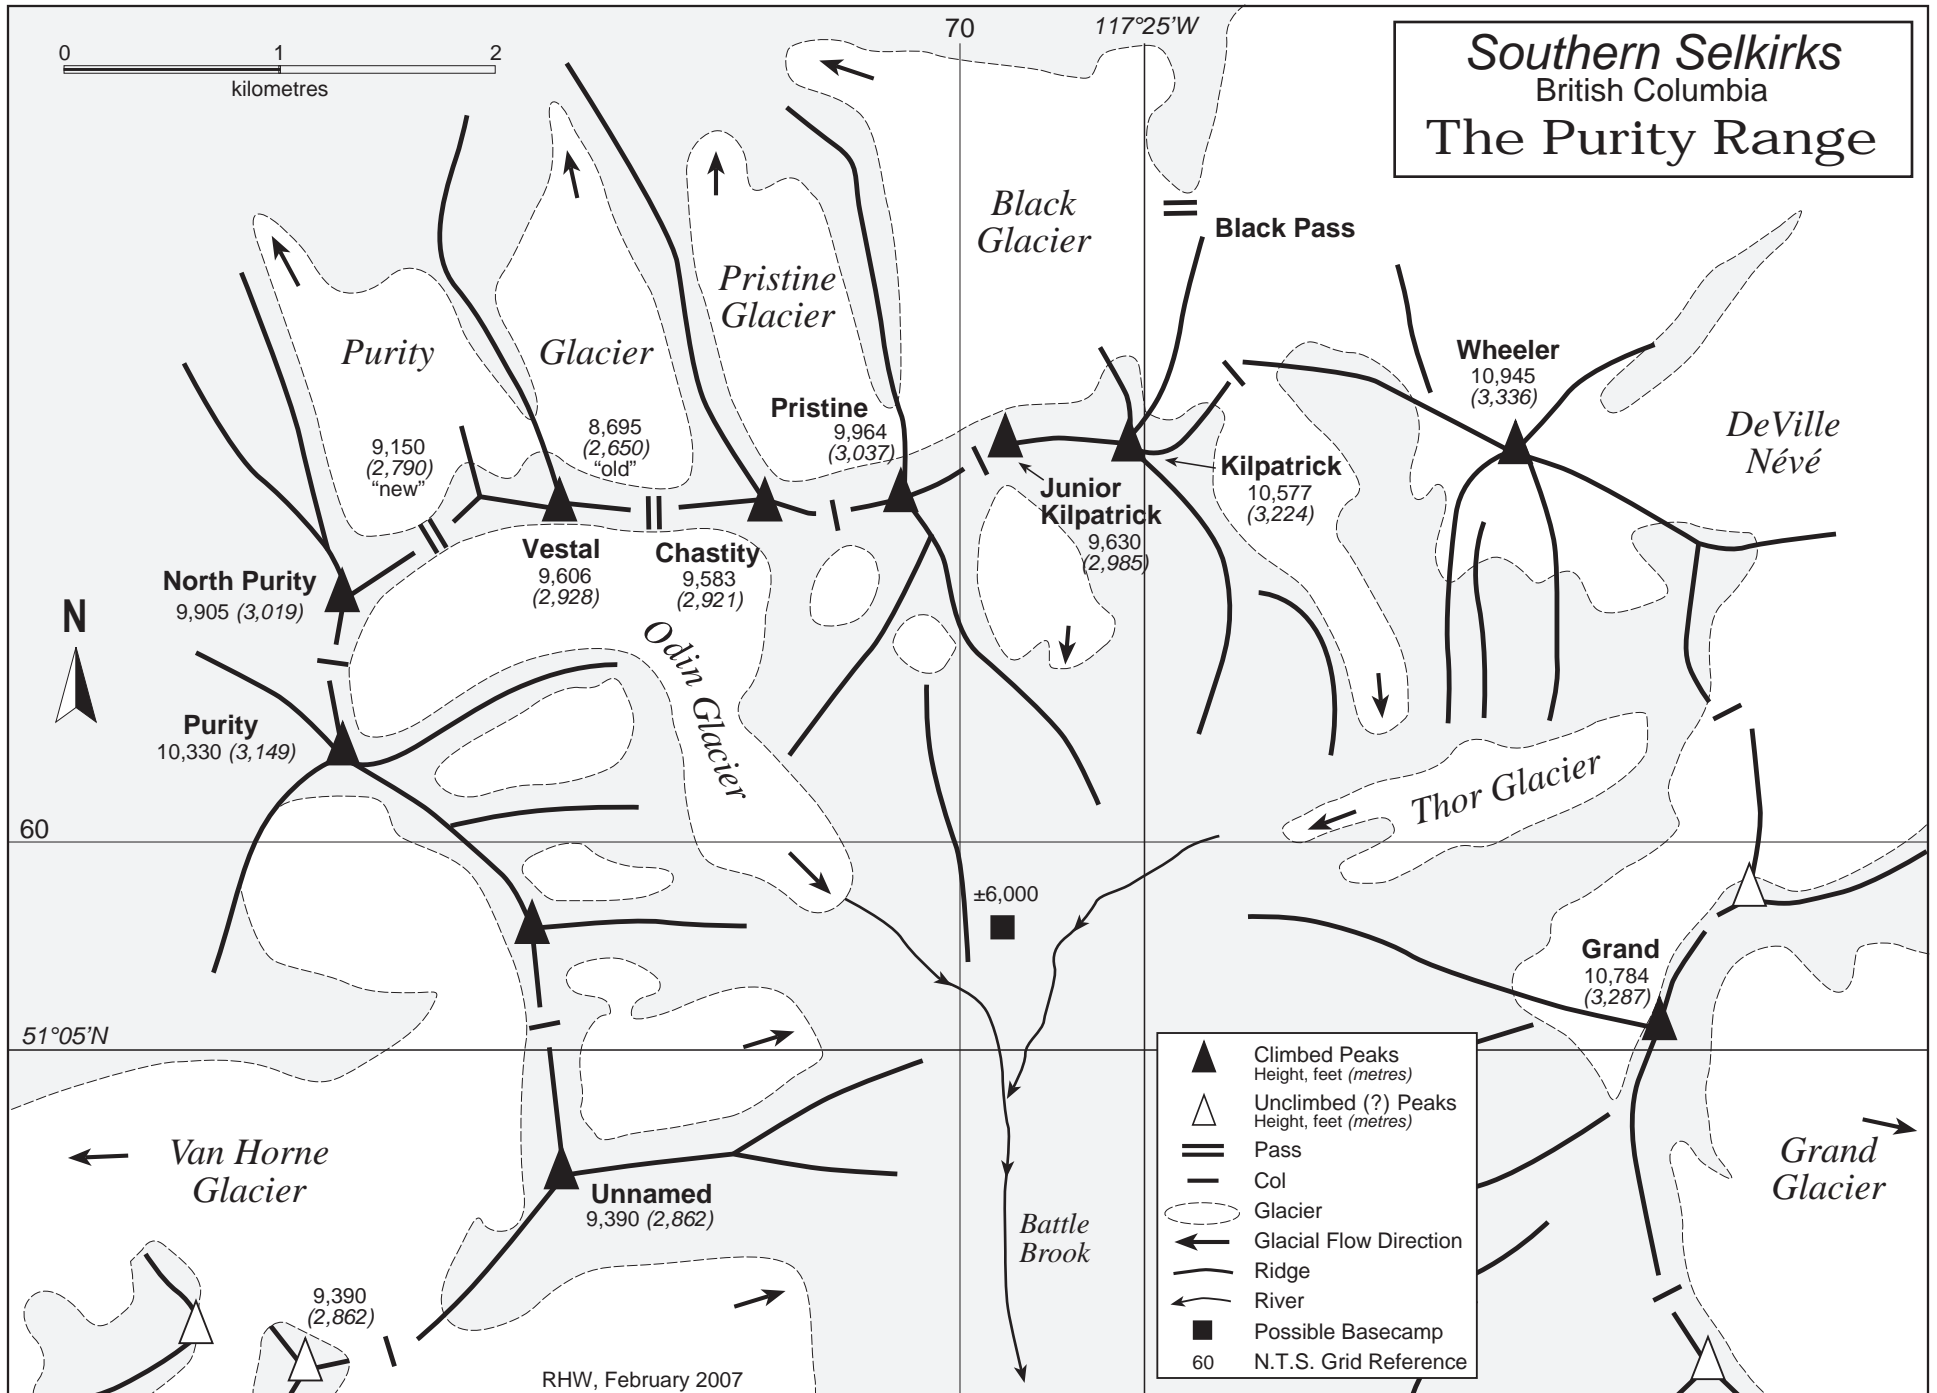 0 1 2
kilometres
70
117°25'W
Southern Selkirks
British Columbia
The Purity Range
Black
Glacier
Black Pass
Pristine
Glacier
Purity
Glacier
Wheeler
10,945
(3,336)
DeVille
Névé
Pristine
9,964
(3,037)
8,695
(2,650)
“old”
9,150
(2,790)
“new”
Kilpatrick
10,577
(3,224)
Junior
Kilpatrick
9,630
(2,985)
Vestal
9,606
(2,928)
Chastity
9,583
(2,921)
North Purity
9,905 (3,019)
N
Odin Glacier
Purity
10,330 (3,149)
Thor Glacier
60
±6,000
Grand
10,784
(3,287)
51°05’N
Van Horne
Glacier
Unnamed
9,390 (2,862)
Battle
Brook
Grand
Glacier
9,390
(2,862)
RHW, February 2007
Climbed Peaks
Height, feet (metres)
Unclimbed (?) Peaks
Height, feet (metres)
Pass
Col
Glacier
Glacial Flow Direction
Ridge
River
Possible Basecamp
60 N.T.S. Grid Reference